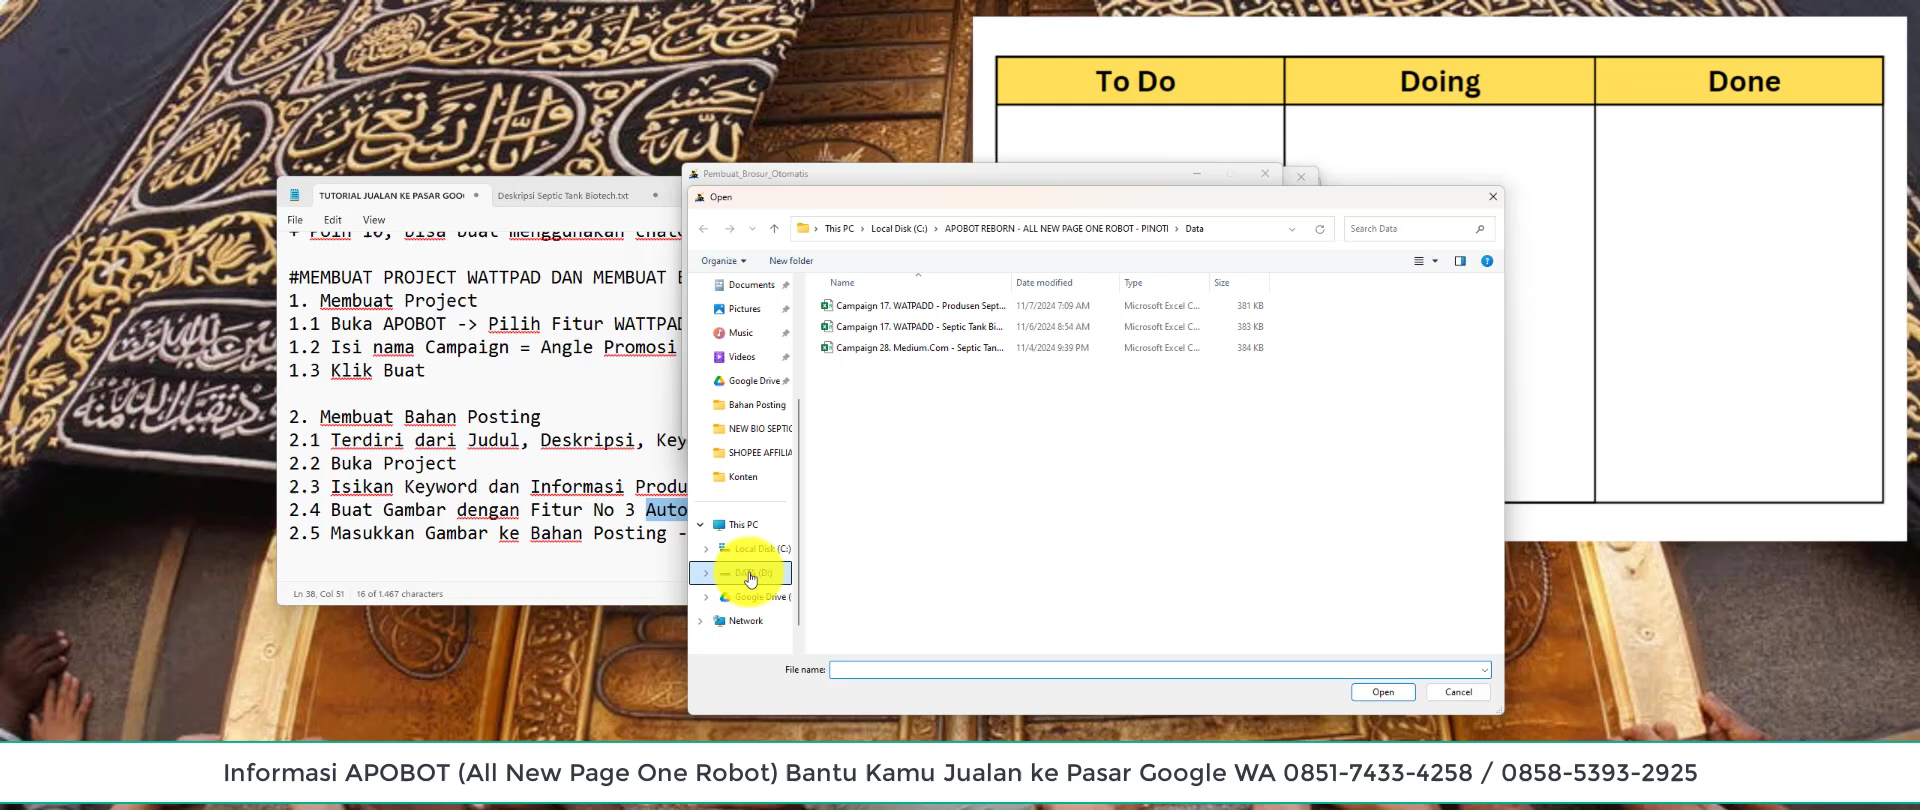 To Do
Doing
Done
Pembuat_Brosur_Otomatis
TUTORIAL JUALAN KE PASAR GOO
Deskripsi Septic Tank Biotech.txt
File
Edit
View
#MEMBUAT PROJECT WATTPAD DAN MEMBUAT
1. Membuat Project
1.1 Buka APOBOT -> Pilih Fitur WATTPAD
1.2 Isi nama Campaign = Angle Promosi
1.3 Klik Buat
2. Membuat Bahan Posting
2.1 Terdiri dari Judul, Deskripsi, Key
2.2 Buka Project
2.3 Isikan Keyword dan Informasi Produ
2.4 Buat Gambar dengan Fitur No 3 Auto
2.5 Masukkan Gambar ke Bahan Posting -
Ln 38, Col 51
16 of 1.467 characters
Open
This PC > Local Disk (C:) > APOBOT REBORN - ALL NEW PAGE ONE ROBOT - PINOTI > Data
Search Data
Organize
New folder
Documents
Pictures
Music
Videos
Google Drive
Bahan Posting
NEW BIO SEPTIC
SHOPEE AFFILIA
Konten
This PC
Local Disk (C:)
DATA (D:)
Google Drive (
Network
Name Date modified Type Size
Campaign 17. WATPADD - Produsen Sept... 11/7/2024 7:09 AM Microsoft Excel C... 381 KB
Campaign 17. WATPADD - Septic Tank Bi... 11/6/2024 8:54 AM Microsoft Excel C... 383 KB
Campaign 28. Medium.Com - Septic Tan... 11/4/2024 9:39 PM Microsoft Excel C... 384 KB
File name:
Open
Cancel
Informasi APOBOT (All New Page One Robot) Bantu Kamu Jualan ke Pasar Google WA 0851-7433-4258 / 0858-5393-2925